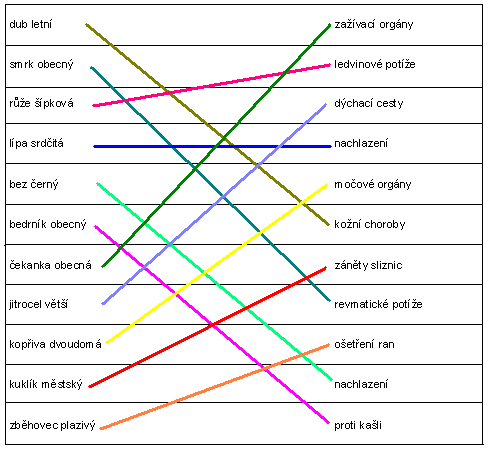 dub letní zažívací orgány
smrk obecný ledvinové potíže
růže šípková dýchací cesty
lípa srdčitá nachlazení
bez černý močové orgány
bedrník obecný kožní choroby
čekanka obecná záněty sliznic
jitrocel větší revmatické potíže
kopřiva dvoudomá ošetření ran
kuklík městský nachlazení
zběhovec plazivý proti kašli